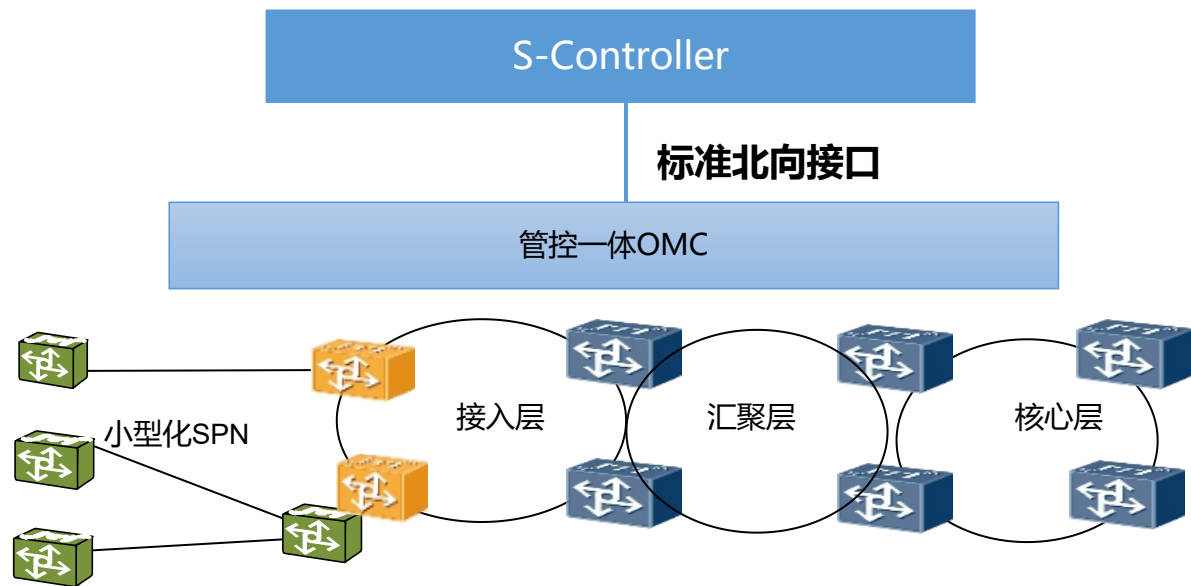 S-Controller
标准北向接口
管控一体OMC
小型化SPN
接入层
汇聚层
核心层